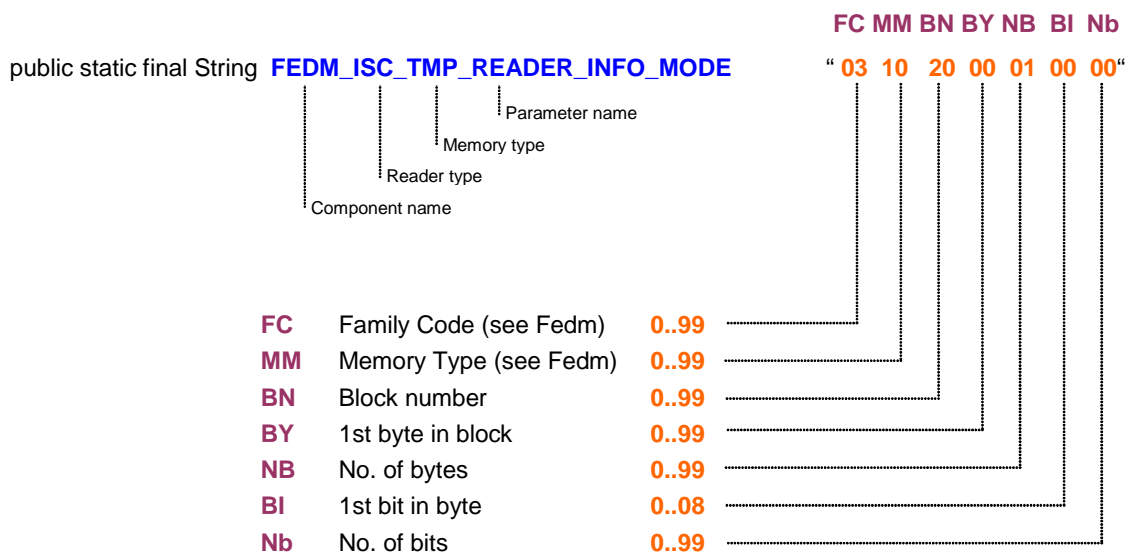 FC MM BN BY NB BI Nb
public static final String FEDM_ISC_TMP_READER_INFO_MODE “ 03 10 20 00 01 00 00“
Parameter name
Memory type
Reader type
Component name
FC Family Code (see Fedm) 0..99
MM Memory Type (see Fedm) 0..99
BN Block number 0..99
BY 1st byte in block 0..99
NB No. of bytes 0..99
BI 1st bit in byte 0..08
Nb No. of bits 0..99